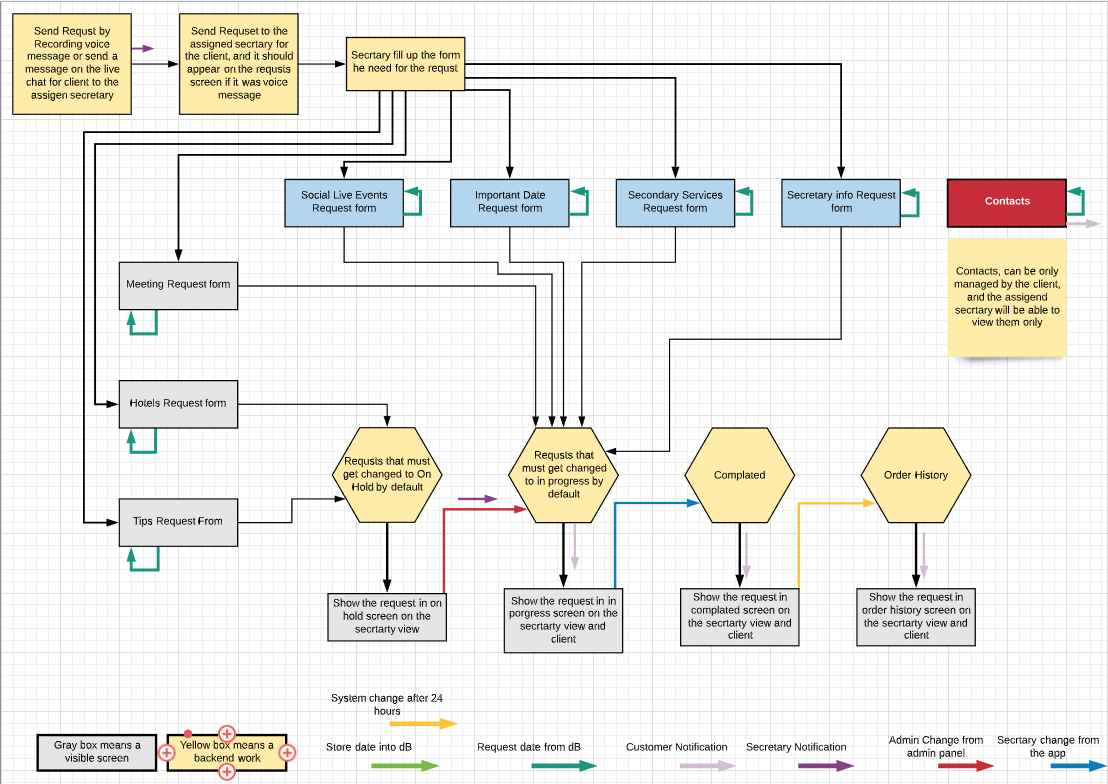 Send Requst by
Recording voice
message or send a
message on the live
chat for client to the
assigen secretary
Send Requset to the
assigned secrtary for
the client, and it should
appear on the requsts
screen if it was voice
message
Secrtary fill up the form
he need for the requst
Social Live Events
Request form
Important Date
Request form
Secondary Services
Request form
Secretary info Request
form
Contacts
Contacts, can be only
managed by the client,
and the assigend
secrtary will be able to
view them only
Meeting Request form
Hotels Request form
Tips Request From
Requsts that must
get changed to On
Hold by default
Requsts that
must get changed
to in progress by
default
Complated
Order History
Show the request in on
hold screen on the
secrtarty view
Show the request in in
porgress screen on the
secrtarty view and
client
Show the request in
complated screen on
the secrtarty view and
client
Show the request in
order history screen on
the secrtarty view and
client
System change after 24
hours
Gray box means a
visible screen
Yellow box means a
backend work
Store date into dB
Request date from dB
Customer Notification
Secretary Notification
Admin Change from
admin panel
Secrtary change from
the app